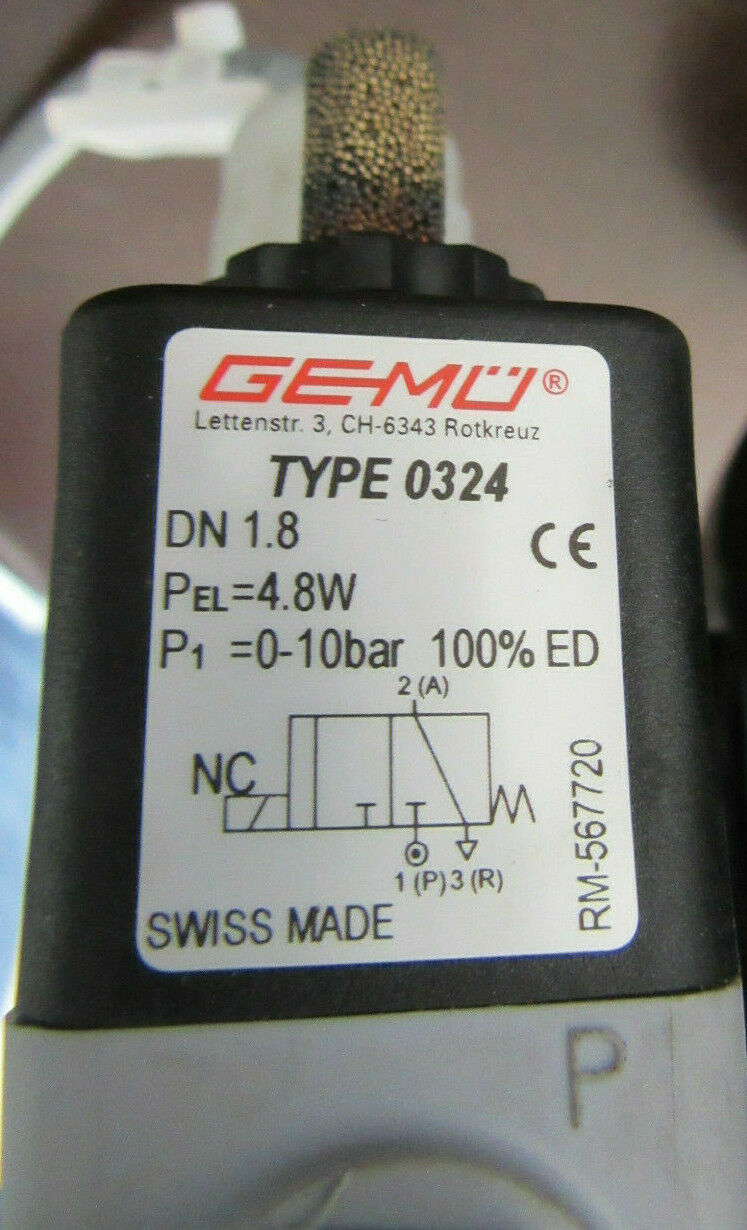 GEMÜ®
Lettenstr. 3, CH-6343 Rotkreuz
TYPE 0324
DN 1.8
CE
PEL=4.8W
P1 =0-10bar 100% ED
2 (A)
NC
1 (P) 3 (R)
RM-567720
SWISS MADE
P